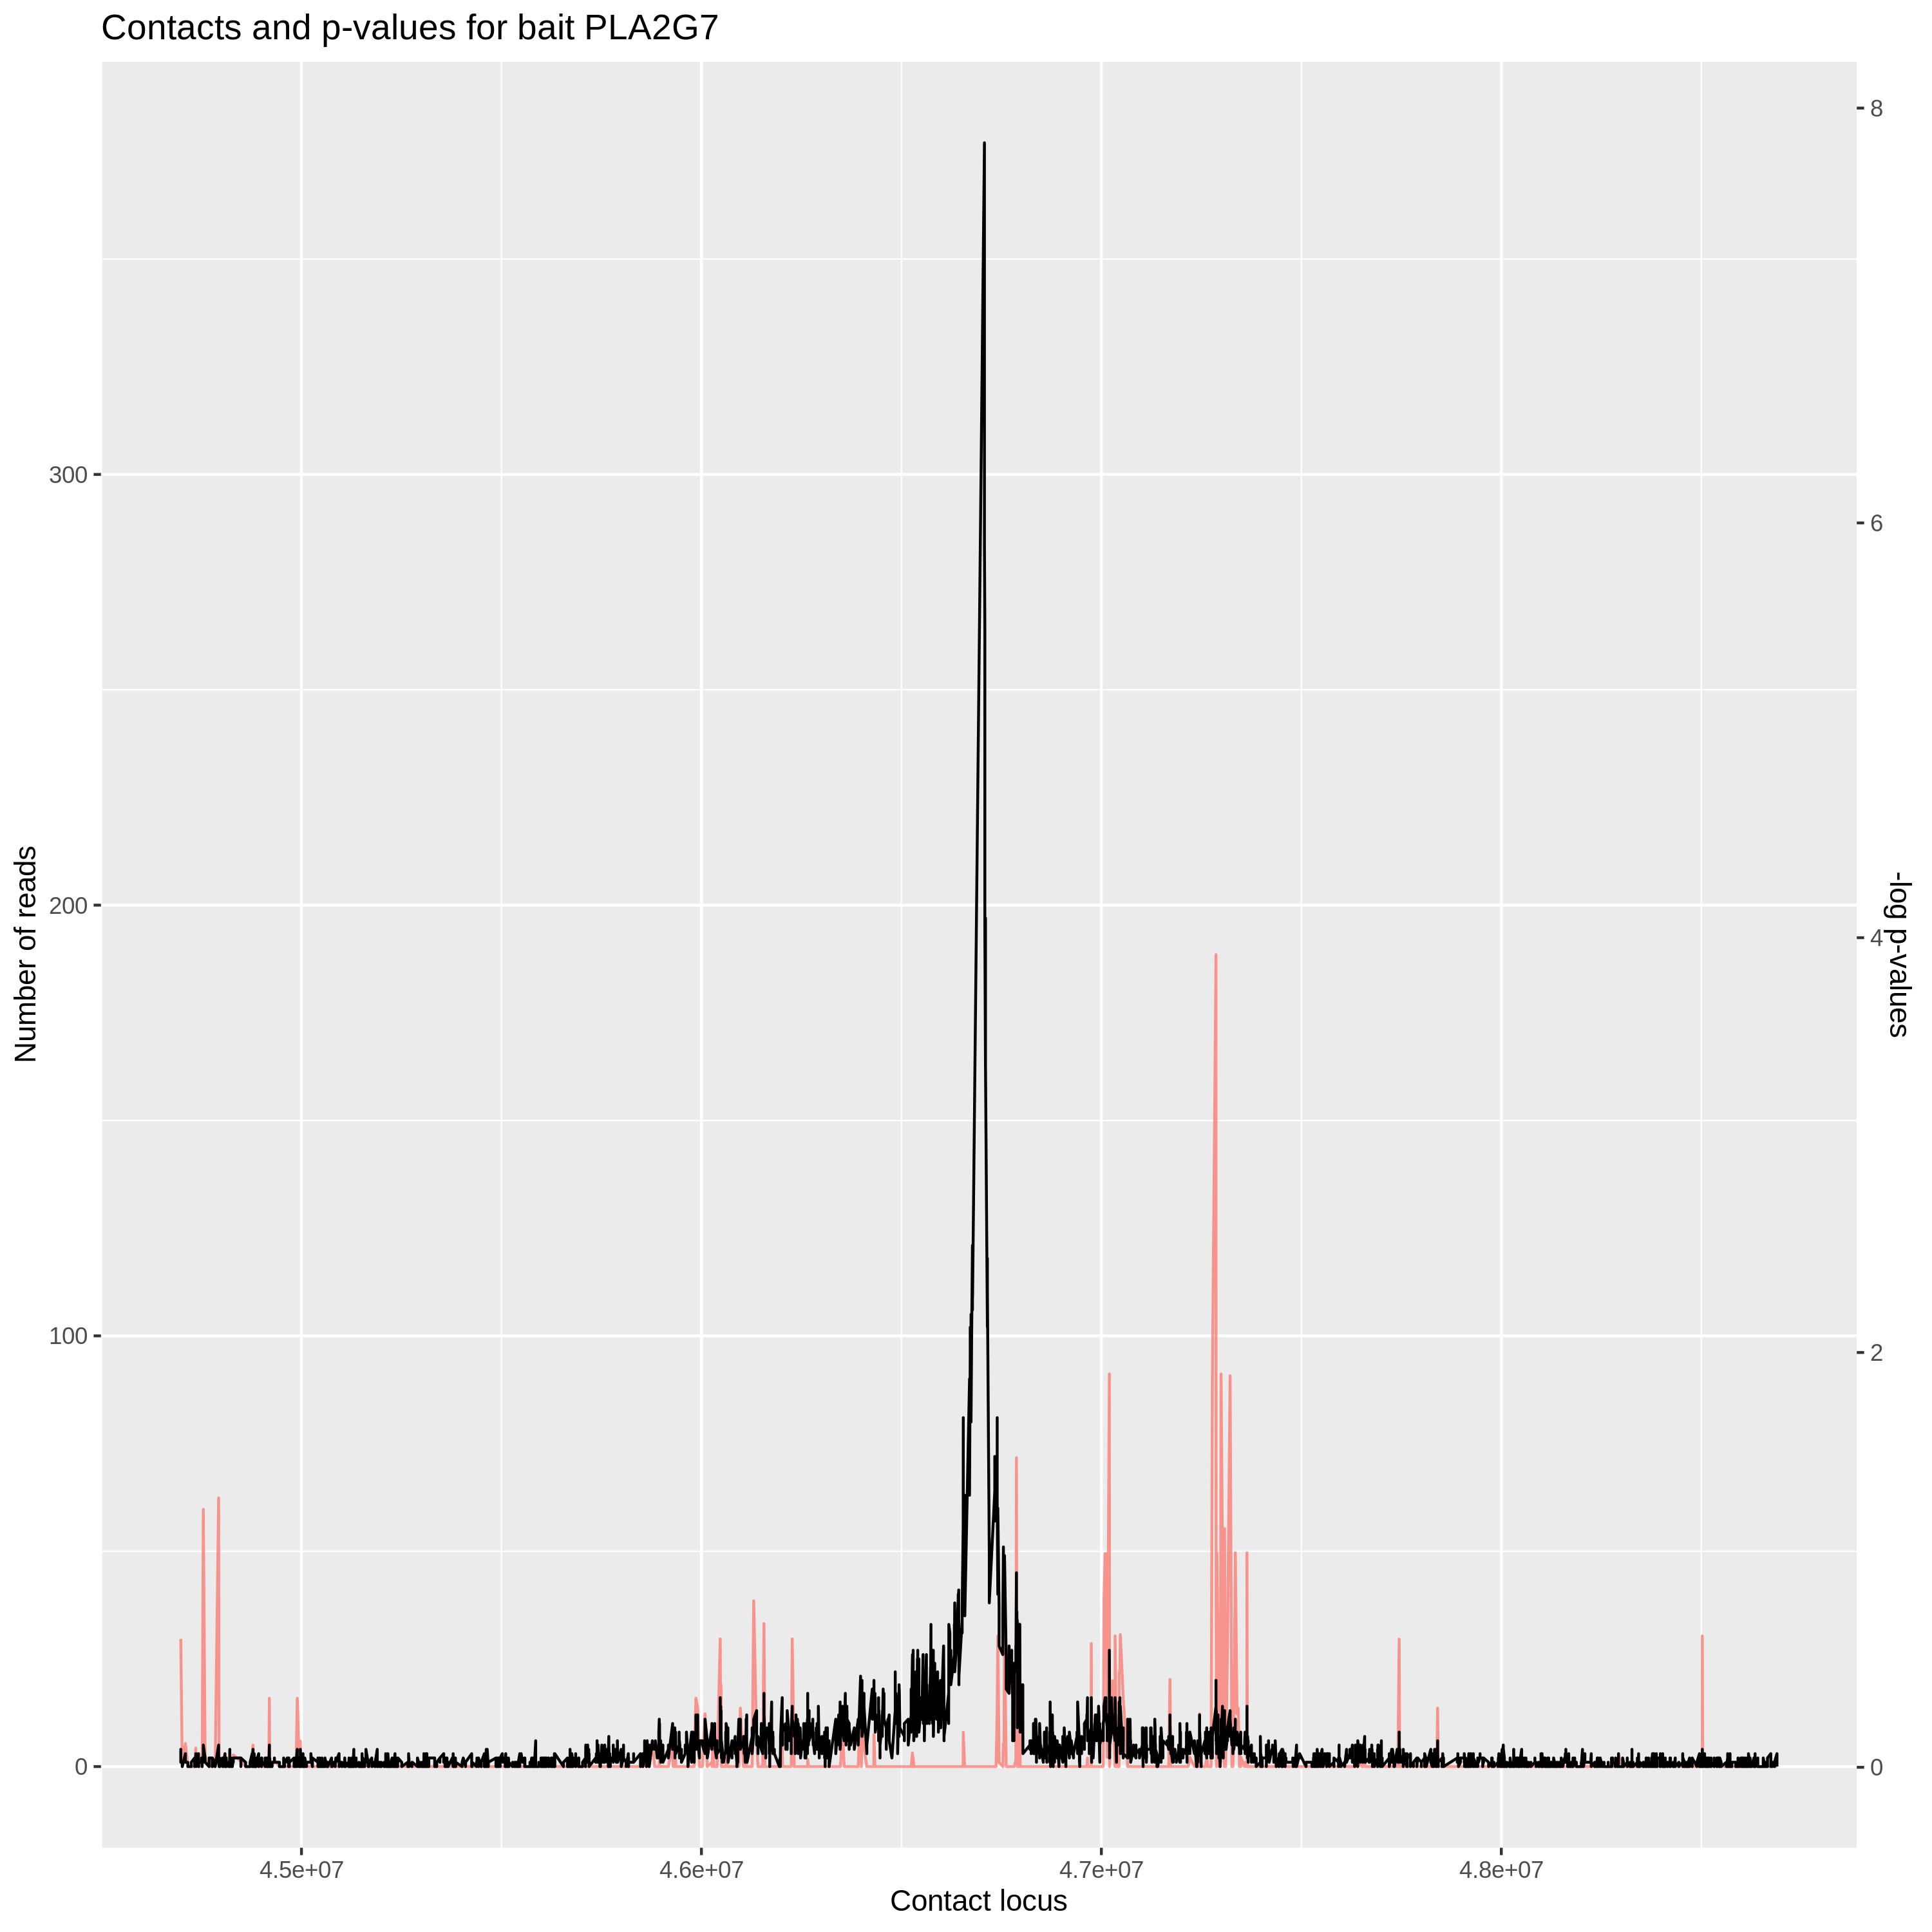 Contacts and p-values for bait PLA2G7
Number of reads
300
200
100
0
8
6
4
2
0
-log p-values
4.5e+07
4.6e+07
4.7e+07
4.8e+07
Contact locus